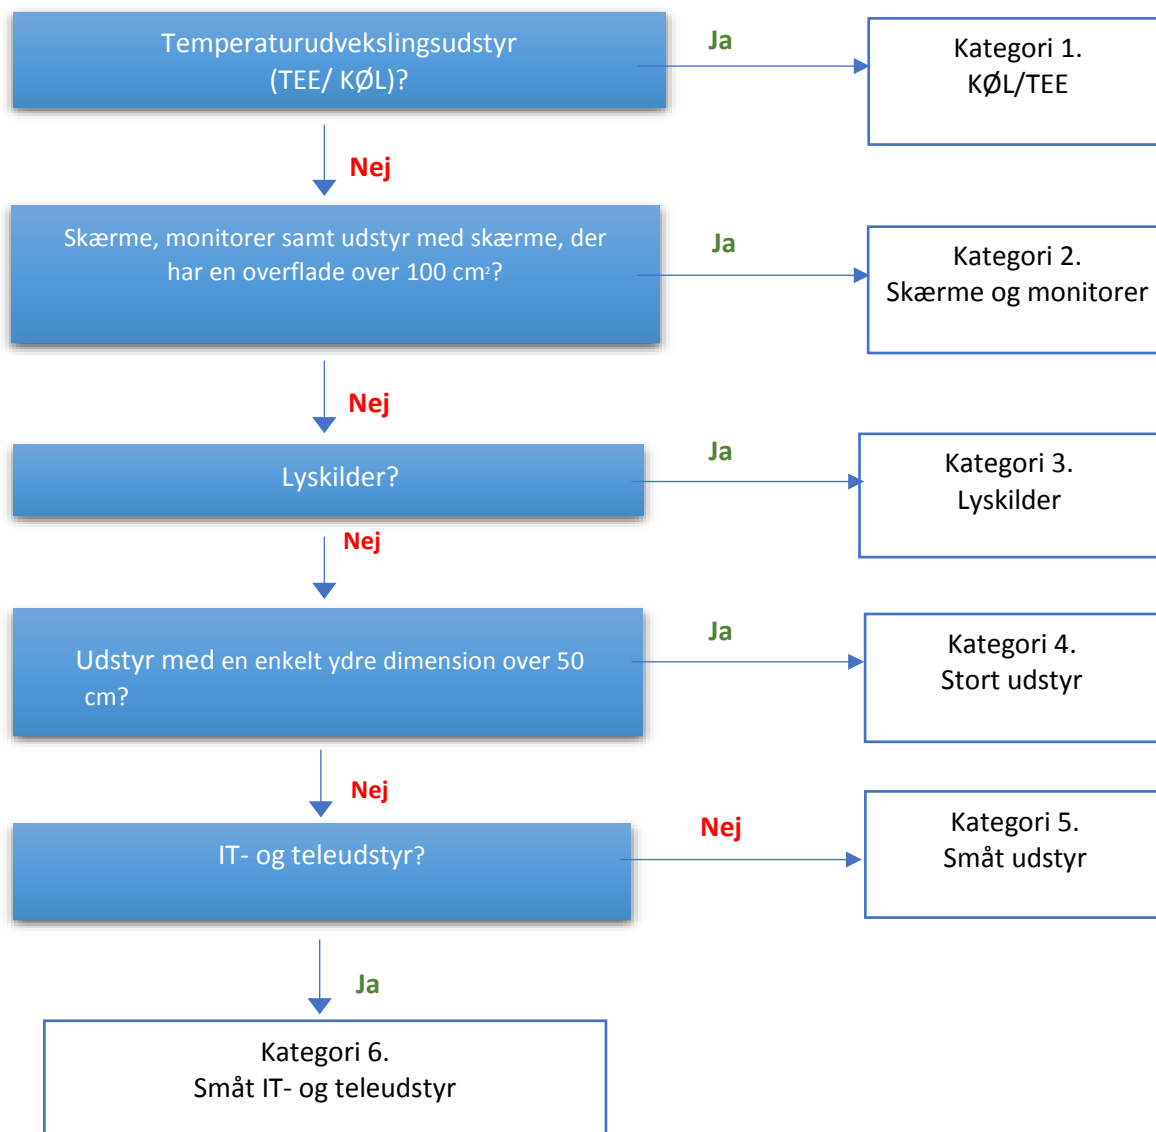 Temperaturudvekslingsudstyr
(TEE/ KØL)?
Ja
Kategori 1.
KØL/TEE
Nej
Skærme, monitorer samt udstyr med skærme, der
har en overflade over 100 cm²?
Ja
Kategori 2.
Skærme og monitorer
Nej
Lyskilder?
Ja
Kategori 3.
Lyskilder
Nej
Udstyr med en enkelt ydre dimension over 50
cm?
Ja
Kategori 4.
Stort udstyr
Nej
IT- og teleudstyr?
Nej
Kategori 5.
Småt udstyr
Ja
Kategori 6.
Småt IT- og teleudstyr